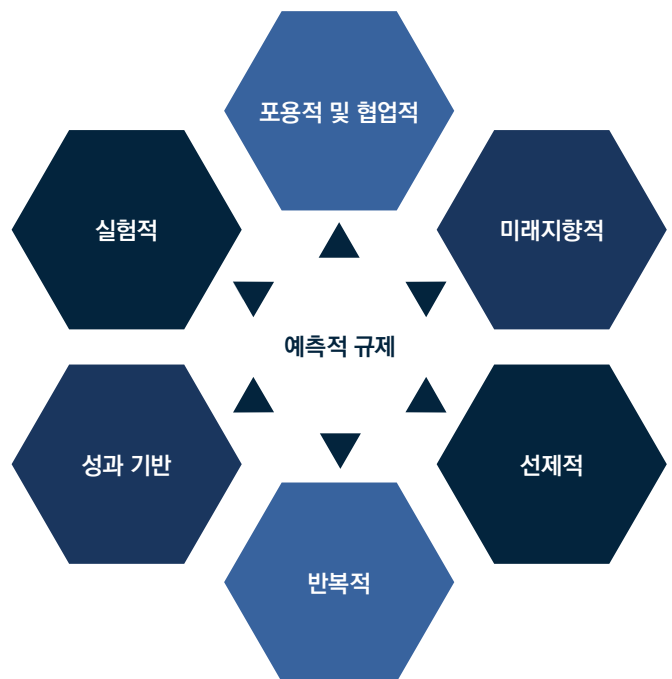 포용적 및 협업적
실험적
미래지향적
예측적 규제
성과 기반
선제적
반복적